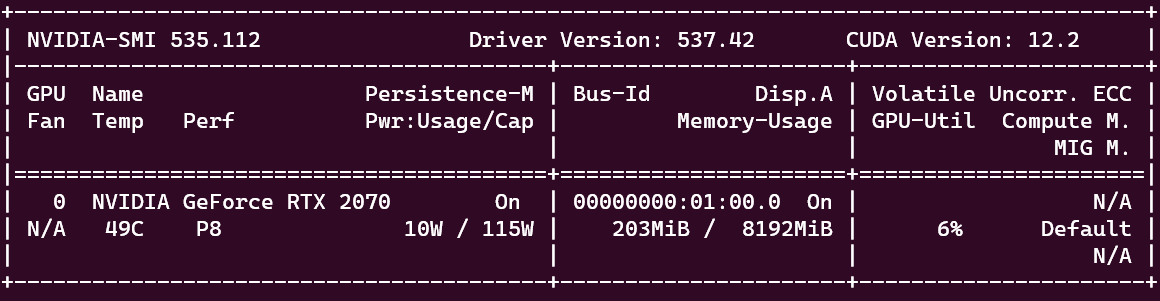 +-----------------------------------------------------------------------------------------+
| NVIDIA-SMI 535.112                Driver Version: 537.42       CUDA Version: 12.2     |
|-----------------------------------------+----------------------+----------------------+
| GPU  Name                 Persistence-M | Bus-Id        Disp.A | Volatile Uncorr. ECC |
| Fan  Temp   Perf          Pwr:Usage/Cap |         Memory-Usage | GPU-Util  Compute M. |
|                                         |                      |               MIG M. |
|=========================================+======================+======================|
|   0  NVIDIA GeForce RTX 2070        On  | 00000000:01:00.0  On |                  N/A |
| N/A   49C    P8              10W / 115W |    203MiB /  8192MiB |      6%      Default |
|                                         |                      |                  N/A |
+-----------------------------------------+----------------------+----------------------+